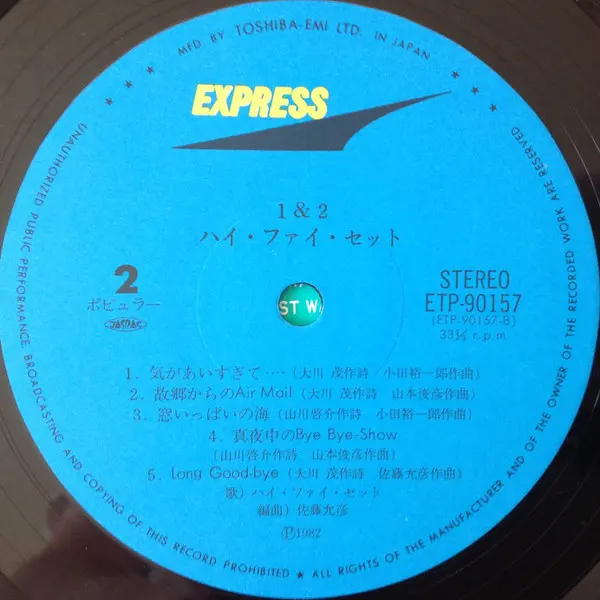 ★ ★ ★ MFD BY TOSHIBA-EMI LTD. IN JAPAN ★ ★ ★
EXPRESS
1 & 2
ハイ・ファイ・セット
2
ポピュラー
JASRAC
STEREO
ETP-90157
(ETP-90157-B)
33⅓ r.p.m.
ST W
1. 気があいすぎて‥‥(大川 茂作詩 小田裕一郎作曲)
2. 故郷からのAir Mail (大川 茂作詩 山本俊彦作曲)
3. 窓いっぱいの海 (山川啓介作詩 小田裕一郎作曲)
4. 真夜中のBye Bye-Show
(山川啓介作詩 山本俊彦作曲)
5. Long Good-bye (大川 茂作詩 佐藤允彦作曲)
歌) ハイ・ファイ・セット
編曲) 佐藤允彦
Ⓟ1982
UNAUTHORIZED PUBLIC PERFORMANCE, BROADCASTING AND COPYING OF THIS RECORD PROHIBITED ★ ALL RIGHTS OF THE MANUFACTURER AND OF THE OWNER OF THE RECORDED WORK ARE RESERVED